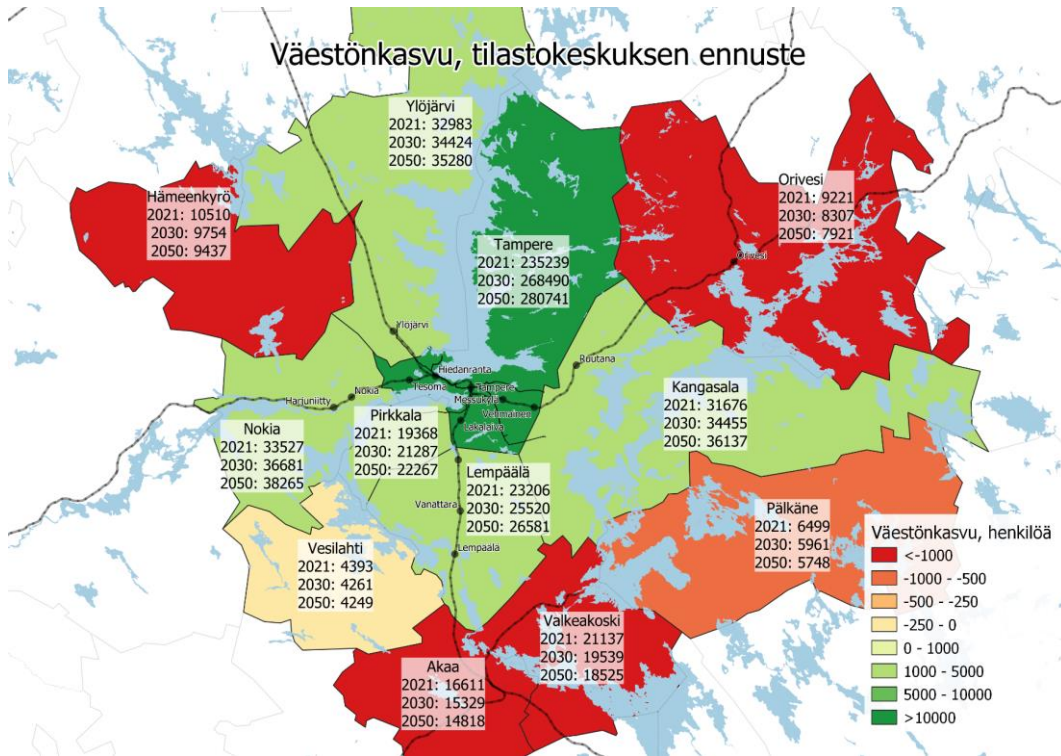 Väestönkasvu, tilastokeskuksen ennuste
Ylöjärvi
2021: 32983
2030: 34424
2050: 35280
Hämeenkyrö
2021: 10510
2030: 9754
2050: 9437
Orivesi
2021: 9221
2030: 8307
2050: 7921
Tampere
2021: 235239
2030: 268490
2050: 280741
Orivesi
Ylöjärvi
Ruutana
Hiedanranta
Tesoma
Tampere
Nokia
Messukylä
Harjuniitty
Vehmainen
Lakalaiva
Kangasala
2021: 31676
2030: 34455
2050: 36137
Pirkkala
2021: 19368
2030: 21287
2050: 22267
Nokia
2021: 33527
2030: 36681
2050: 38265
Lempäälä
2021: 23206
2030: 25520
2050: 26581
Vanattara
Lempäälä
Pälkäne
2021: 6499
2030: 5961
2050: 5748
Vesilahti
2021: 4393
2030: 4261
2050: 4249
Valkeakoski
2021: 21137
2030: 19539
2050: 18525
Akaa
2021: 16611
2030: 15329
2050: 14818
Väestönkasvu, henkilöä
<-1000
-1000 - -500
-500 - -250
-250 - 0
0 - 1000
1000 - 5000
5000 - 10000
>10000